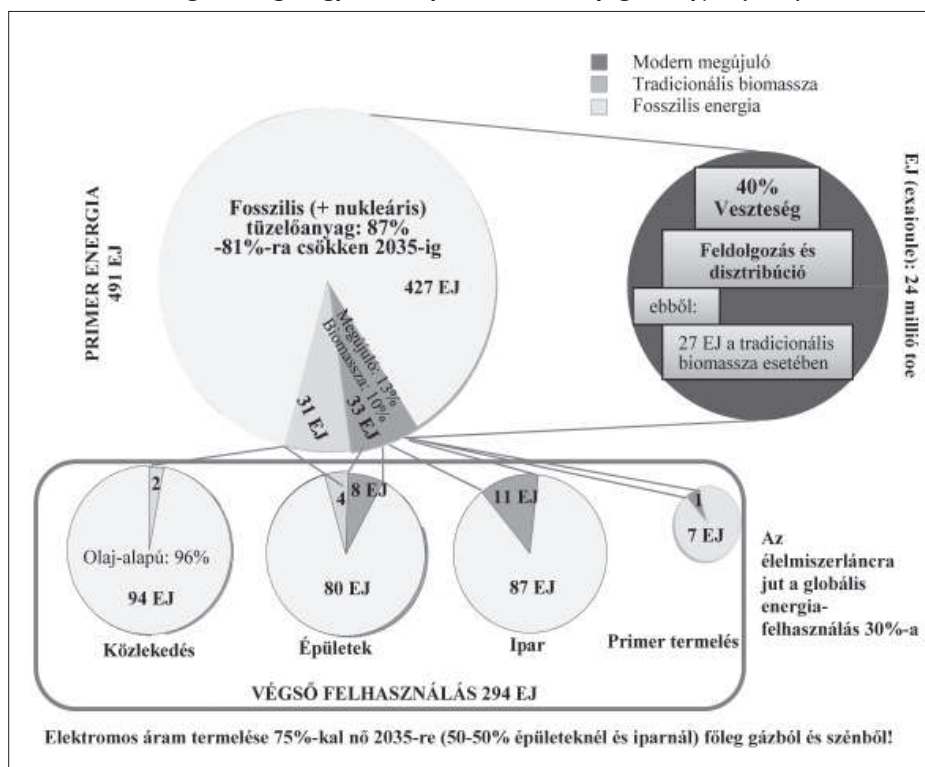 Modern megújuló
Tradicionális biomassza
Fosszilis energia
PRIMER ENERGIA
491 EJ
Fosszilis (+ nukleáris)
tüzelőanyag: 87%
-81%-ra csökken 2035-ig
427 EJ
Megújuló: 13%
Biomassza: 10%
31 EJ
33 EJ
40%
Veszteség
Feldolgozás és
disztribúció
ebből:
27 EJ a tradicionális
biomassza esetében
EJ (exajoule): 24 millió toe
2
Olaj-alapú: 96%
94 EJ
Közlekedés
4
8 EJ
80 EJ
Épületek
11 EJ
87 EJ
Ipar
1
7 EJ
Primer termelés
Az
élelmiszerláncra
jut a globális
energia-
felhasználás 30%-a
VÉGSŐ FELHASZNÁLÁS 294 EJ
Elektromos áram termelése 75%-kal nő 2035-re (50-50% épületeknél és iparnál) főleg gázból és szénből!